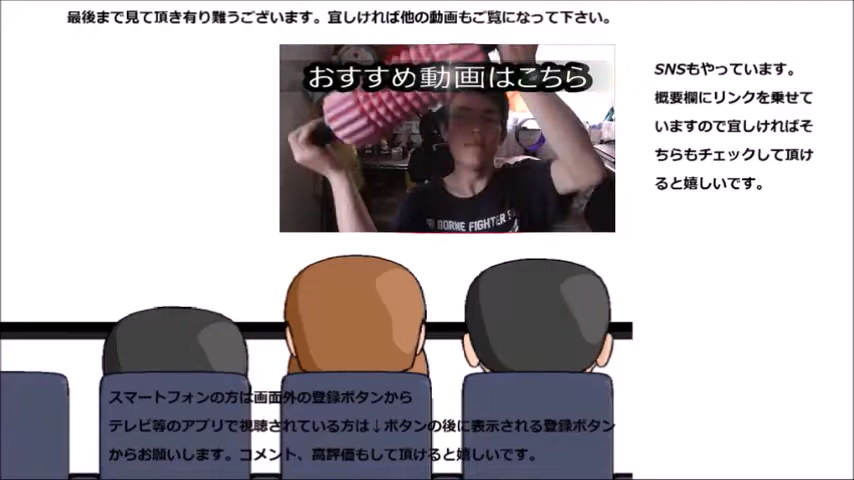 最後まで見て頂き有り難うございます。宜しければ他の動画もご覧になって下さい。
おすすめ動画はこちら
SNSもやっています。
概要欄にリンクを乗せて
いますので宜しければそ
ちらもチェックして頂け
ると嬉しいです。
BORNE FIGHTER S
スマートフォンの方は画面外の登録ボタンから
テレビ等のアプリで視聴されている方は↓ボタンの後に表示される登録ボタン
からお願いします。コメント、高評価もして頂けると嬉しいです。